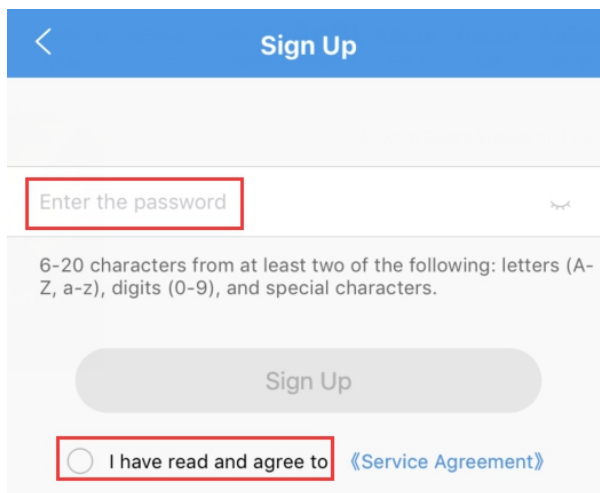 Sign Up
Enter the password
6-20 characters from at least two of the following: letters (A-
Z, a-z), digits (0-9), and special characters.
Sign Up
I have read and agree to 《Service Agreement》